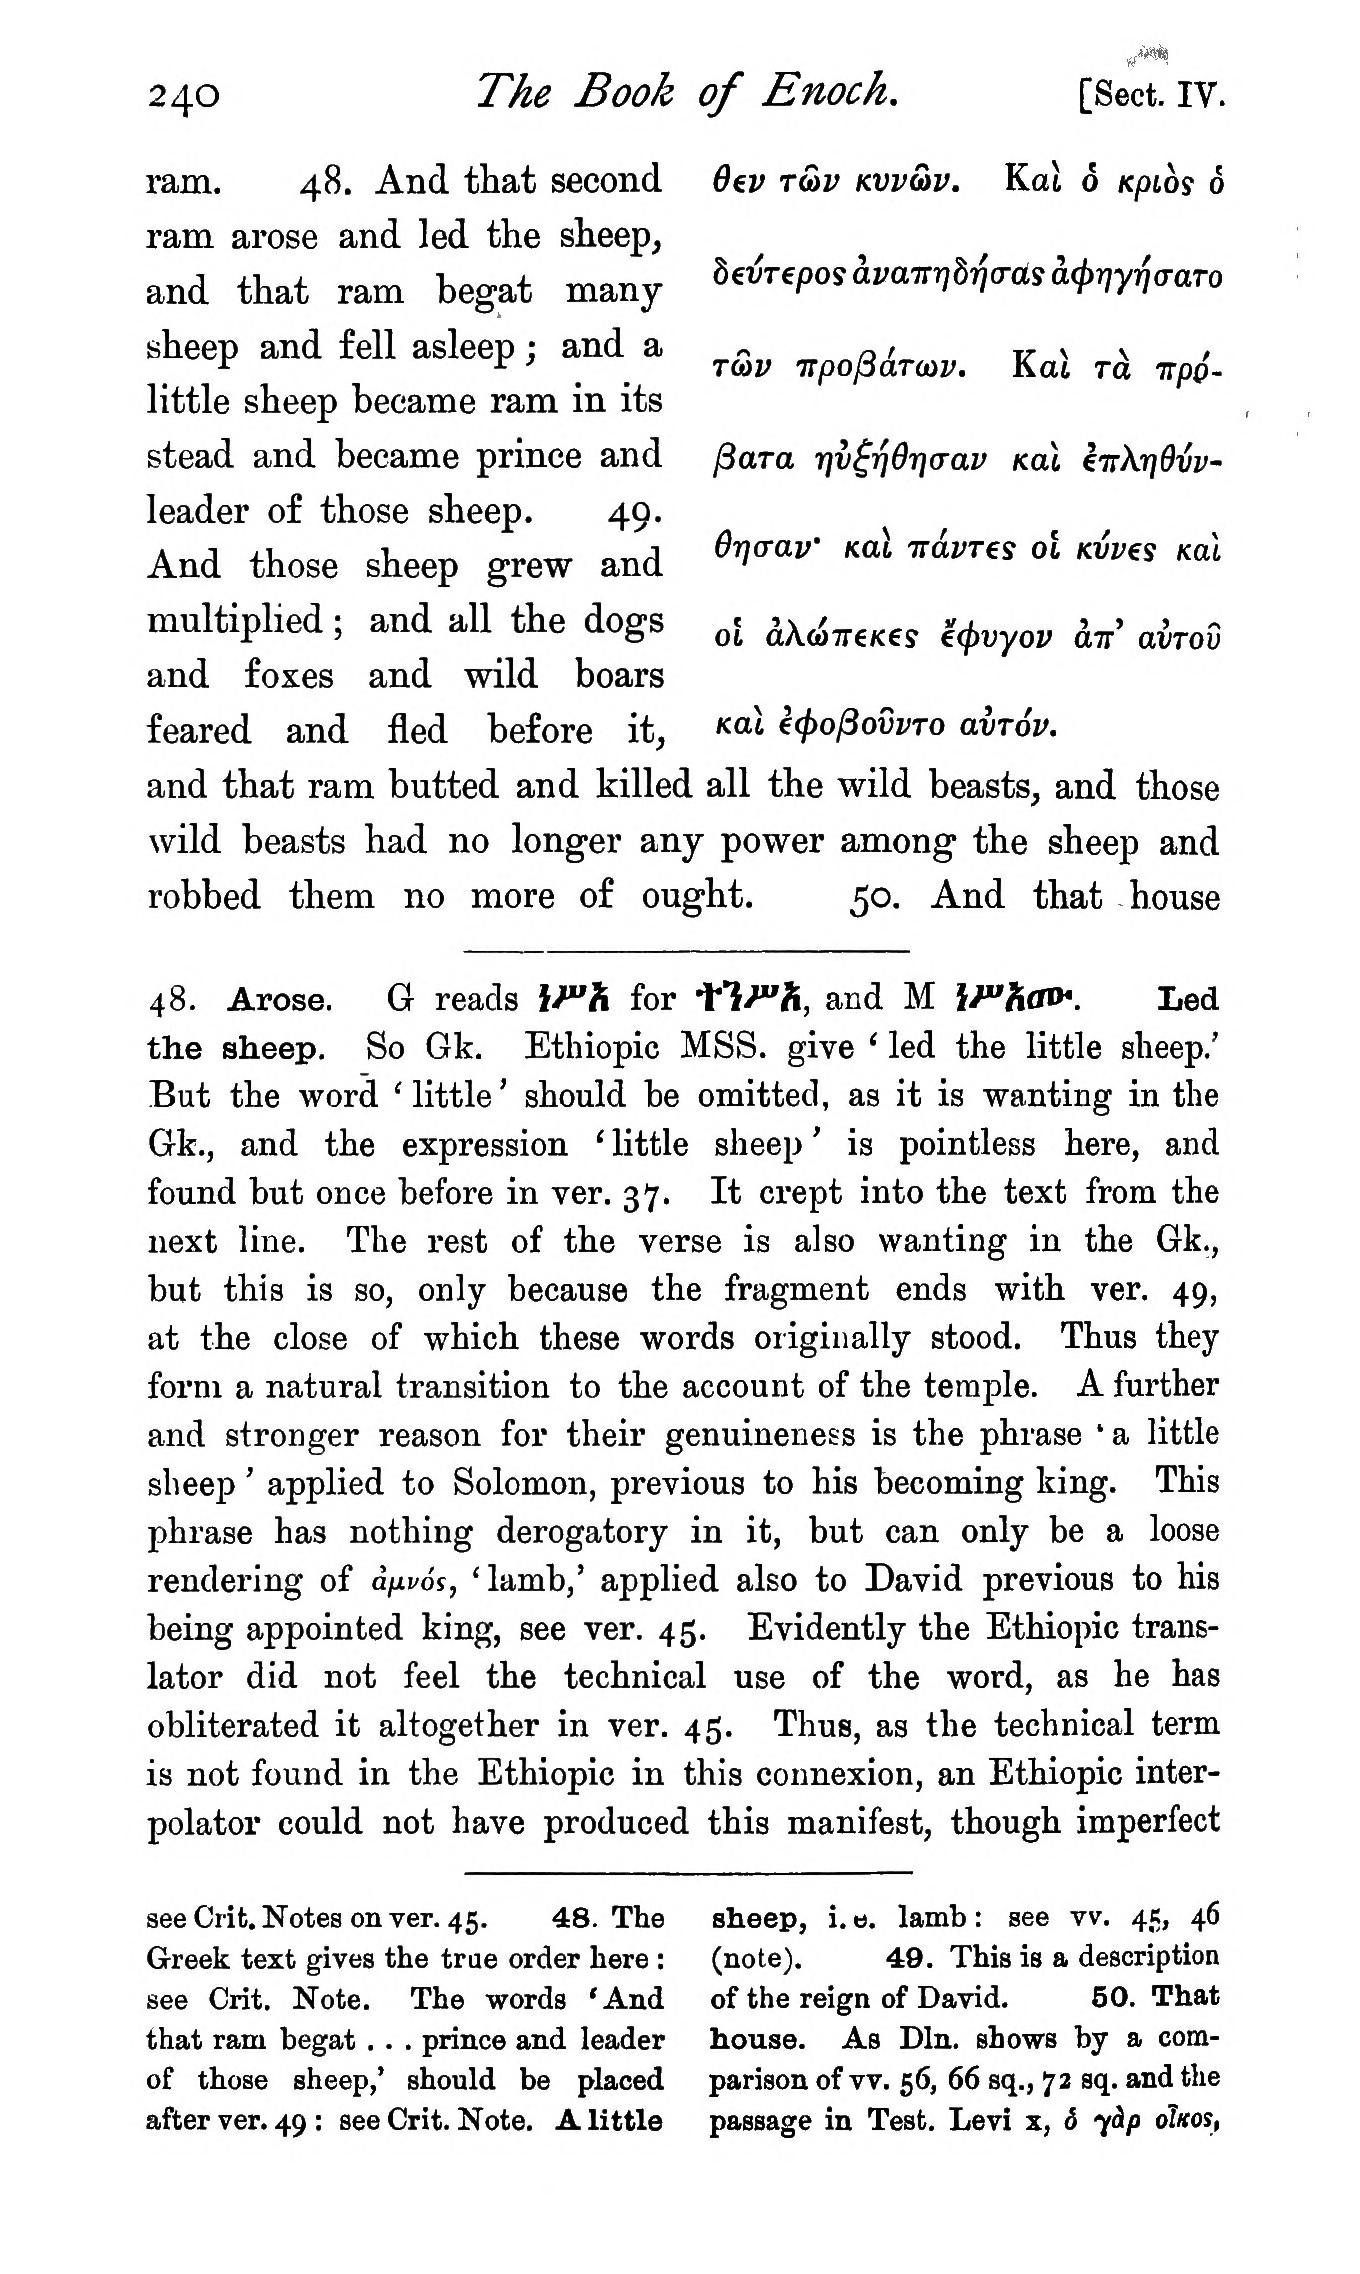 240 The Book of Enoch. [Sect. IV.
ram. 48. And that second
ram arose and led the sheep,
and that ram begat many
sheep and fell asleep ; and a
little sheep became ram in its
stead and became prince and
leader of those sheep. 49.
And those sheep grew and
multiplied ; and all the dogs
and foxes and wild boars
feared and fled before it,
θεν τῶν κυνῶν. Καὶ ὁ κριὸς ὁ
δεύτερος ἀναπηδήσας ἀφηγήσατο
τῶν προβάτων. Καὶ τὰ πρό-
βατα ηὐξήθησαν καὶ ἐπληθύν-
θησαν· καὶ πάντες οἱ κύνες καὶ
οἱ ἀλώπεκες ἔφυγον ἀπ’ αὐτοῦ
καὶ ἐφοβοῦντο αὐτόν.
and that ram butted and killed all the wild beasts, and those
wild beasts had no longer any power among the sheep and
robbed them no more of ought. 50. And that house
48. Arose. G reads ነሥአ for ተንሥአ, and M ነሥአሙ. Led
the sheep. So Gk. Ethiopic MSS. give ‘ led the little sheep.’
But the word ‘ little ’ should be omitted, as it is wanting in the
Gk., and the expression ‘ little sheep ’ is pointless here, and
found but once before in ver. 37. It crept into the text from the
next line. The rest of the verse is also wanting in the Gk.,
but this is so, only because the fragment ends with ver. 49,
at the close of which these words originally stood. Thus they
form a natural transition to the account of the temple. A further
and stronger reason for their genuineness is the phrase ‘ a little
sheep ’ applied to Solomon, previous to his becoming king. This
phrase has nothing derogatory in it, but can only be a loose
rendering of ἀμνός, ‘ lamb,’ applied also to David previous to his
being appointed king, see ver. 45. Evidently the Ethiopic trans-
lator did not feel the technical use of the word, as he has
obliterated it altogether in ver. 45. Thus, as the technical term
is not found in the Ethiopic in this connexion, an Ethiopic inter-
polator could not have produced this manifest, though imperfect
see Crit. Notes on ver. 45. 48. The
Greek text gives the true order here :
see Crit. Note. The words ‘ And
that ram begat . . . prince and leader
of those sheep,’ should be placed
after ver. 49 : see Crit. Note. A little
sheep, i. e. lamb : see vv. 45, 46
(note). 49. This is a description
of the reign of David. 50. That
house. As Dln. shows by a com-
parison of vv. 56, 66 sq., 72 sq. and the
passage in Test. Levi x, ὁ γὰρ οἶκος,